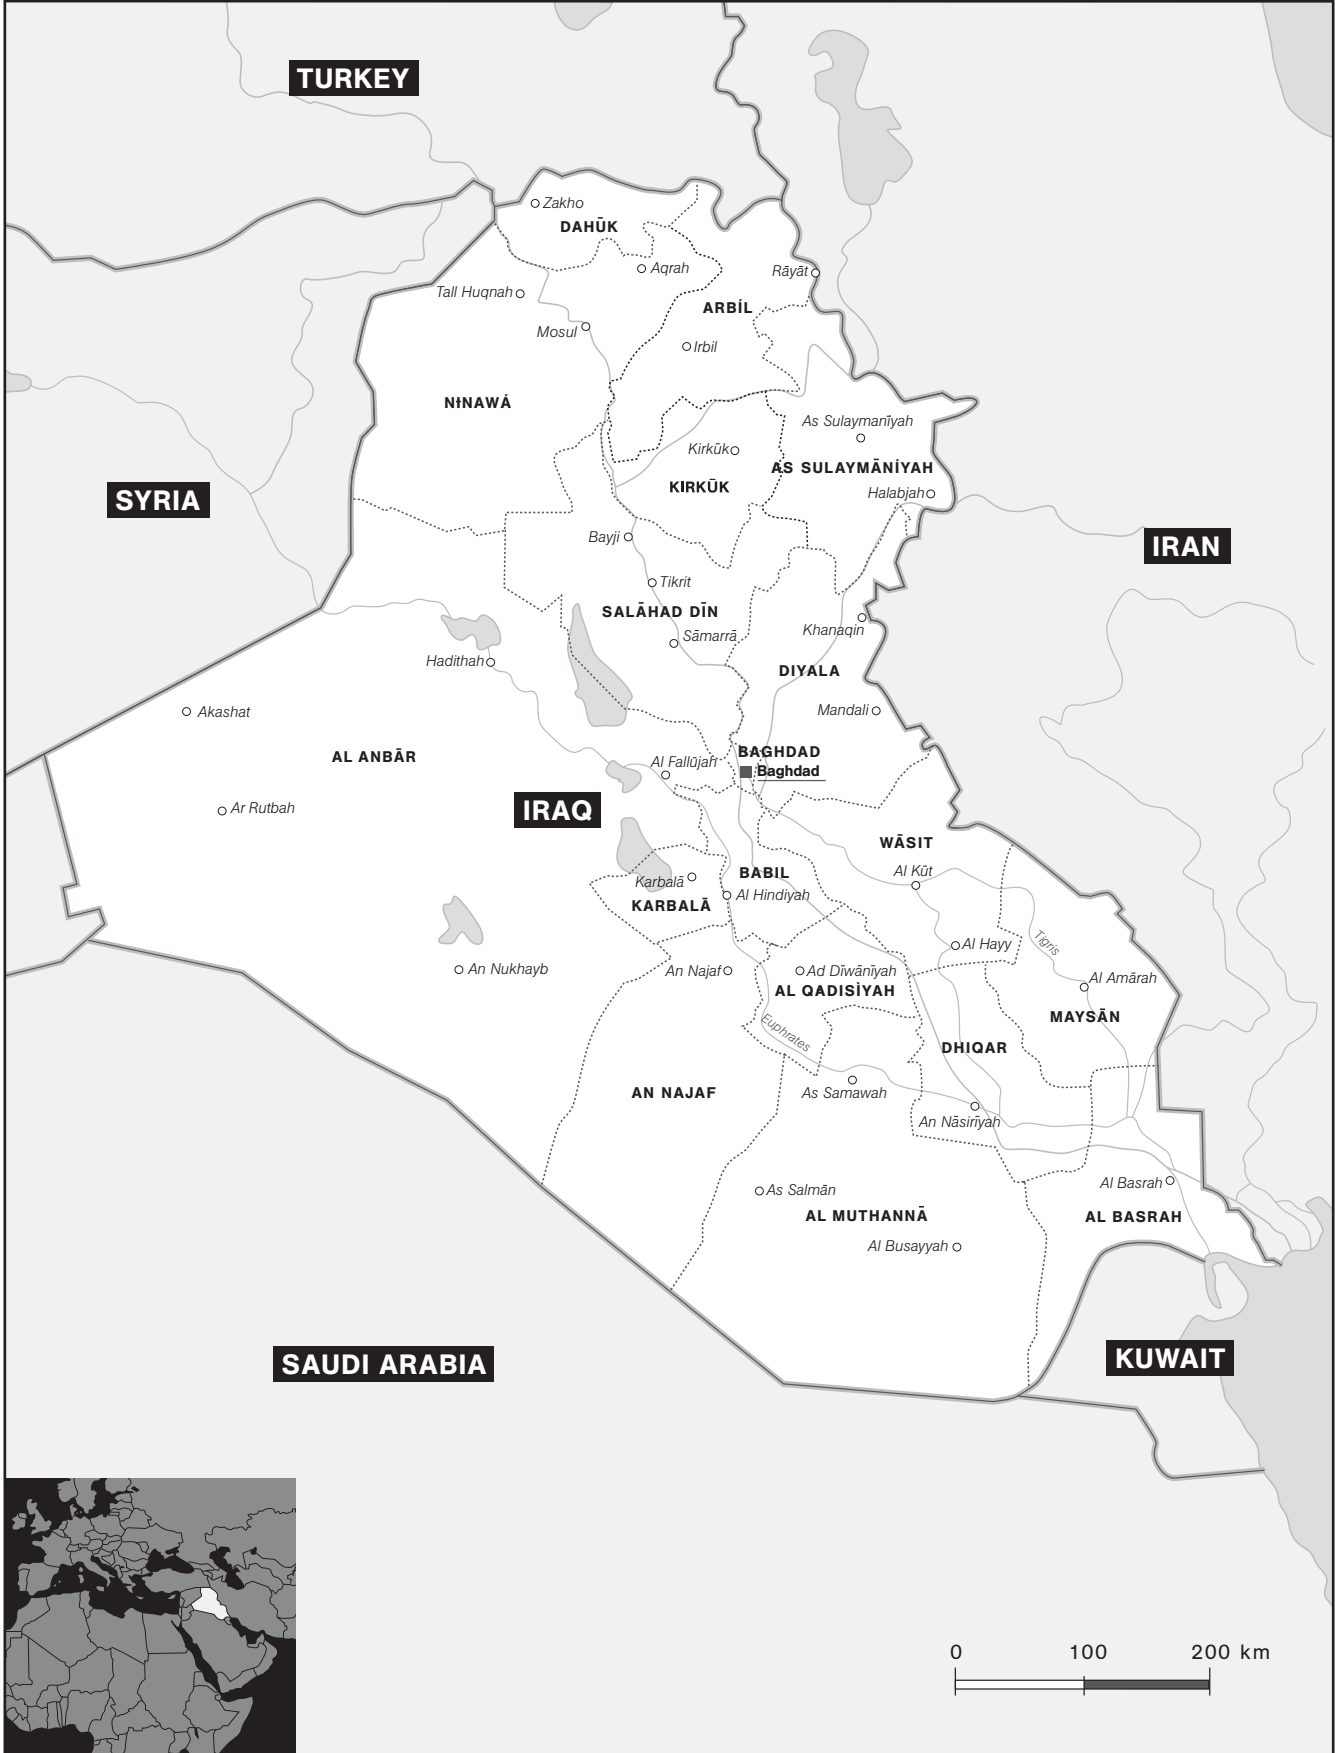 TURKEY
Zakho
DAHŪK
Aqrah
Rāyāt
Tall Huqnah
ARBÍL
Mosul
Irbil
NINAWÁ
As Sulaymanīyah
Kirkūk
AS SULAYMĀNÍYAH
KIRKŪK
Halabjah
SYRIA
Bayji
IRAN
Tikrit
SALĀHAD DĪN
Khanaqin
Sāmarrā
Hadithah
DIYALA
Akashat
Mandali
AL ANBĀR
BAGHDAD
Al Fallūjah
Baghdad
Ar Rutbah
IRAQ
WĀSIT
BABIL
Al Kūt
Karbalā
Al Hindiyah
KARBALĀ
Al Hayy
Tigris
An Nukhayb
An Najaf
Ad Dīwānīyah
Al Amārah
AL QADISÌYAH
MAYSĀN
Euphrates
DHIQAR
AN NAJAF
As Samawah
An Nāsirīyah
As Salmān
Al Basrah
AL MUTHANNĀ
AL BASRAH
Al Busayyah
SAUDI ARABIA
KUWAIT
0 100 200 km